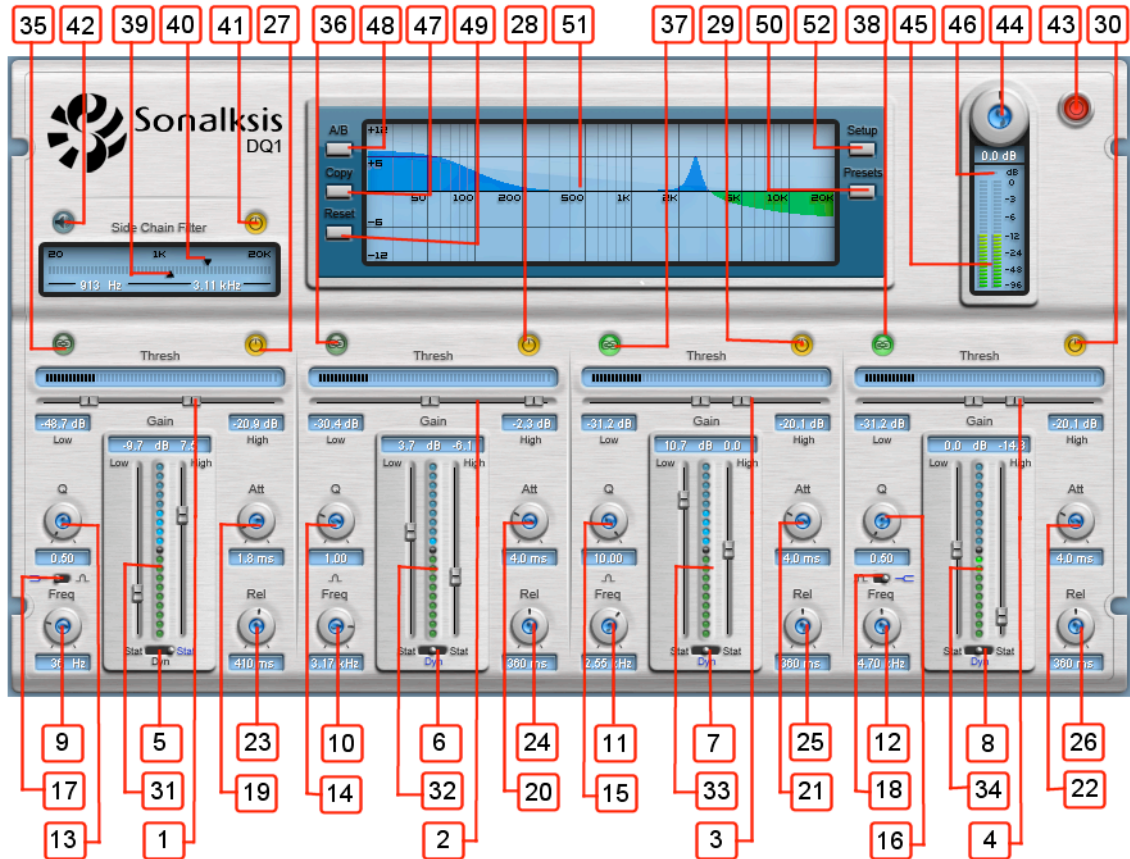 35 42 39 40 41 27 36 48 47 49 28 51 37 29 50 52 38 45 46 44 43 30
Sonalksis
DQ1
A/B
Copy
Reset
+12
+6
50 100 200 500 1K 2K 5K 10K 20K
-6
-12
Setup
Presets
0.0 dB
dB
0
-3
-6
-12
-24
-48
-96
Side Chain Filter
20 1K 20K
913 Hz 3.11 kHz
Thresh Thresh Thresh Thresh
-48.7 dB Gain -20.9 dB -30.4 dB Gain -2.3 dB -31.2 dB Gain -20.1 dB -31.2 dB Gain -20.1 dB
Low High Low High Low High Low High
-9.7 dB 7.5 3.7 dB -6.1 10.7 dB 0.0 0.0 dB
Low High Low High Low High Low High
Q Att Q Att Q Att Q Att
0.50 1.8 ms 1.00 4.0 ms 10.00 4.0 ms 0.50 4.0 ms
Freq Rel Freq Rel Freq Rel Freq Rel
Stat Stat Stat Stat Stat Stat Stat Stat
Dyn Dyn Dyn Dyn
Hz 410 ms 3.17 kHz 360 ms 2.55 kHz 360 ms 4.70 kHz 360 ms
9 5 23 10 6 24 11 7 25 12 8 26
17 31 19 14 32 20 15 33 21 18 34 22
13 1 2 3 16 4